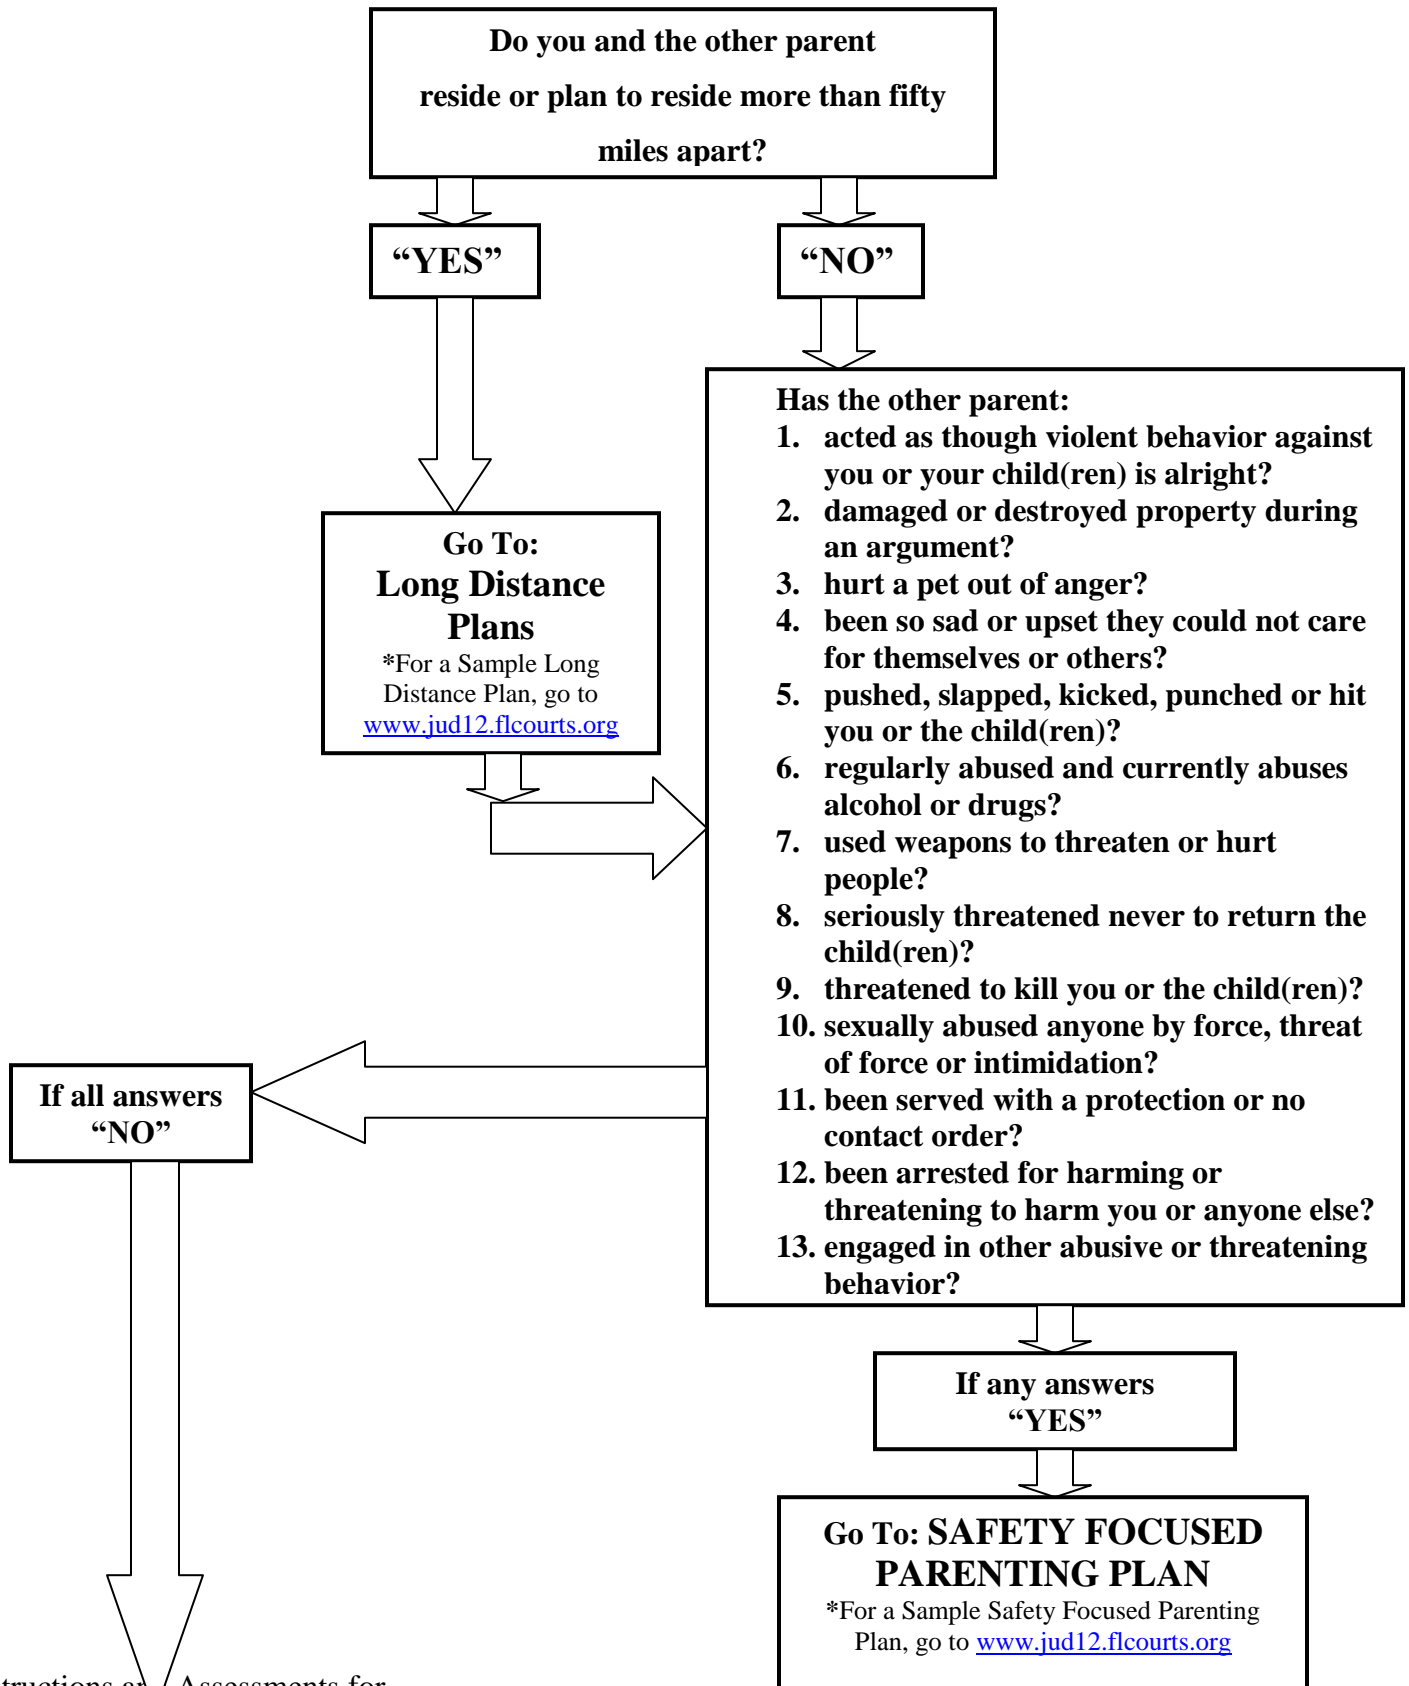 Do you and the other parent
reside or plan to reside more than fifty
miles apart?
“YES”
“NO”
Go To:
Long Distance
Plans
*For a Sample Long
Distance Plan, go to
www.jud12.flcourts.org
Has the other parent:
1. acted as though violent behavior against
you or your child(ren) is alright?
2. damaged or destroyed property during
an argument?
3. hurt a pet out of anger?
4. been so sad or upset they could not care
for themselves or others?
5. pushed, slapped, kicked, punched or hit
you or the child(ren)?
6. regularly abused and currently abuses
alcohol or drugs?
7. used weapons to threaten or hurt
people?
8. seriously threatened never to return the
child(ren)?
9. threatened to kill you or the child(ren)?
10. sexually abused anyone by force, threat
of force or intimidation?
11. been served with a protection or no
contact order?
12. been arrested for harming or
threatening to harm you or anyone else?
13. engaged in other abusive or threatening
behavior?
If all answers
“NO”
If any answers
“YES”
Go To: SAFETY FOCUSED
PARENTING PLAN
*For a Sample Safety Focused Parenting
Plan, go to www.jud12.flcourts.org
Assessments for